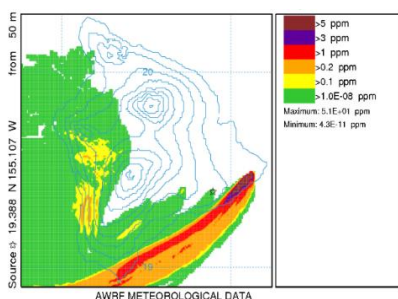 Source ☆ 19.388 N 155.107 W from 50 m
20
19
AWRF METEOROLOGICAL DATA
>5 ppm
>3 ppm
>1 ppm
>0.2 ppm
>0.1 ppm
>1.0E-08 ppm
Maximum: 5.1E+01 ppm
Minimum: 4.3E-11 ppm